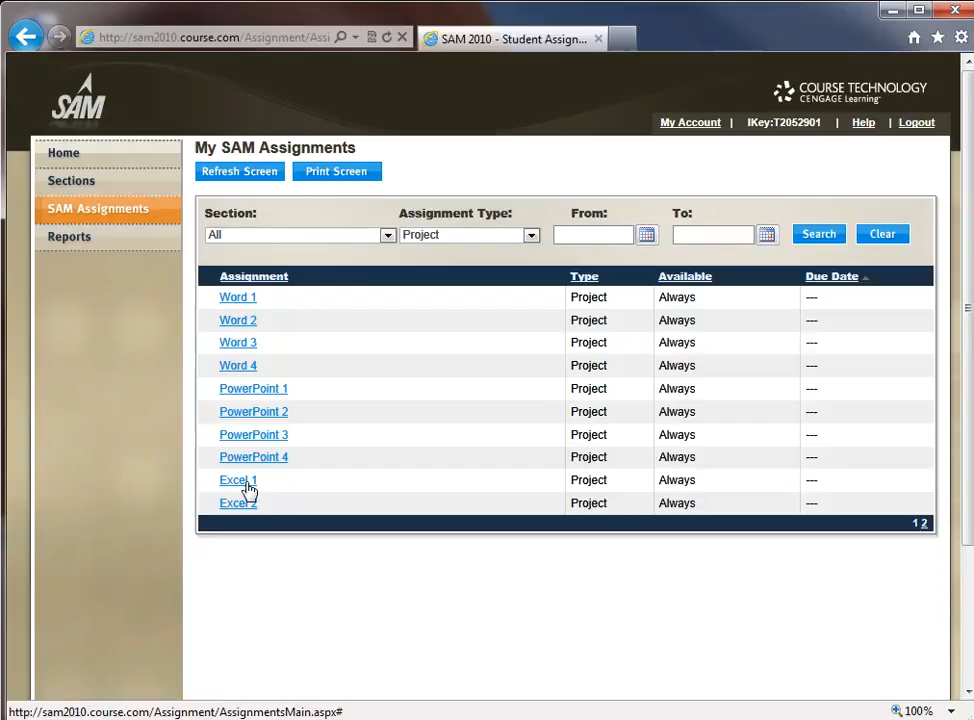 http://sam2010.course.com/Assignment/Assi
SAM 2010 - Student Assign...
SAM
COURSE TECHNOLOGY
CENGAGE Learning
My Account | IKey:T2052901 | Help | Logout
Home
Sections
SAM Assignments
Reports
My SAM Assignments
Refresh Screen Print Screen
Section: Assignment Type: From: To:
All Project Search Clear
Assignment Type Available Due Date
Word 1 Project Always ---
Word 2 Project Always ---
Word 3 Project Always ---
Word 4 Project Always ---
PowerPoint 1 Project Always ---
PowerPoint 2 Project Always ---
PowerPoint 3 Project Always ---
PowerPoint 4 Project Always ---
Excel 1 Project Always ---
Excel 2 Project Always ---
1 2
http://sam2010.course.com/Assignment/AssignmentsMain.aspx#
100%